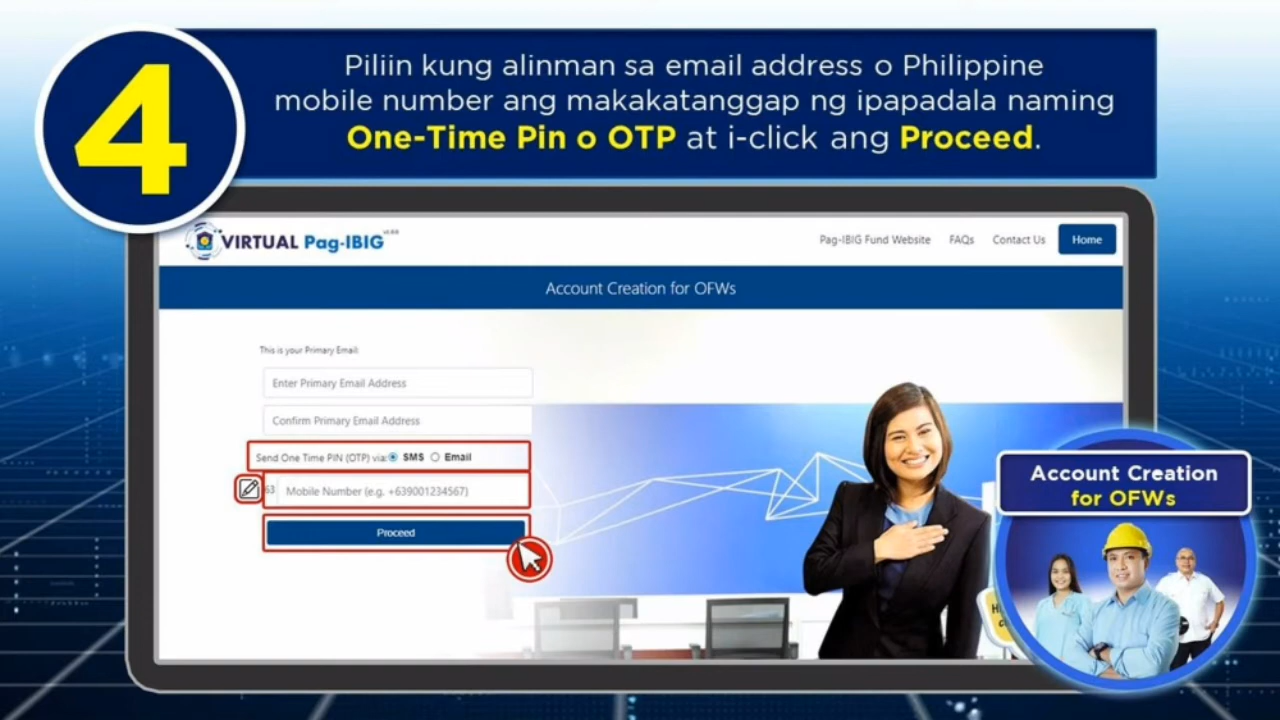 4
Piliin kung alinman sa email address o Philippine
mobile number ang makakatanggap ng ipapadala naming
One-Time Pin o OTP at i-click ang Proceed.
VIRTUAL Pag-IBIG
Pag-IBIG Fund Website FAQs Contact Us Home
Account Creation for OFWs
This is your Primary Email:
Enter Primary Email Address
Confirm Primary Email Address
Send One Time PIN (OTP) via: SMS Email
63 Mobile Number (e.g. +639001234567)
Proceed
Account Creation
for OFWs